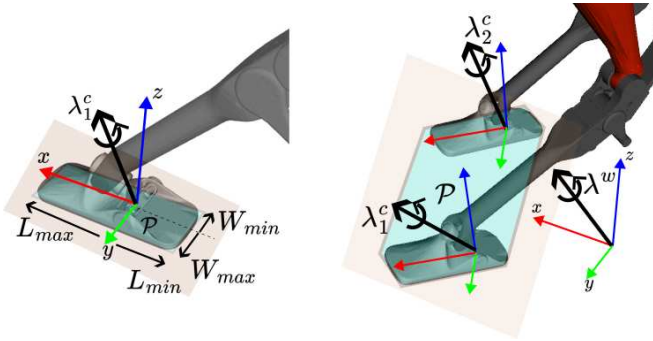 λ₁ᶜ
z
x
𝒫
y
L_max
L_min
W_min
W_max
λ₂ᶜ
𝒫
λ₁ᶜ
λʷ
z
x
y